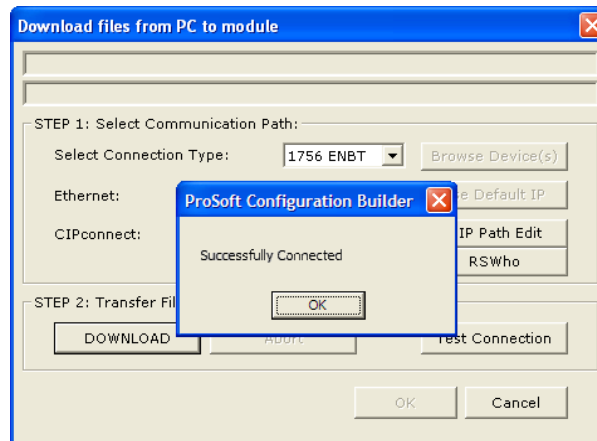 Download files from PC to module
STEP 1: Select Communication Path:
Select Connection Type: 1756 ENBT Browse Device(s)
Ethernet: Default IP
ProSoft Configuration Builder
CIPconnect: IP Path Edit
Successfully Connected
RSWho
OK
STEP 2: Transfer
DOWNLOAD Abort Test Connection
OK Cancel